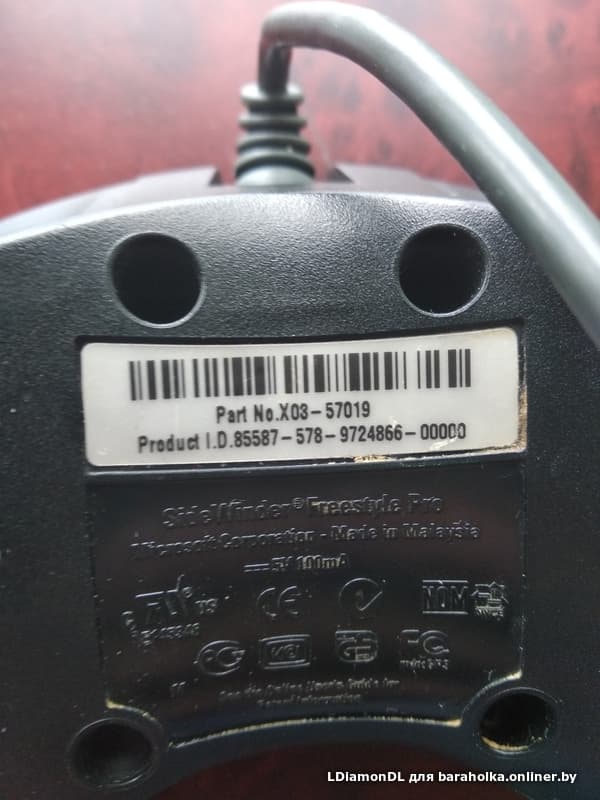 Part No.X03-57019
Product I.D.85587-578-9724866-00000
SideWinder® Freestyle Pro
Microsoft Corporation - Made in Malaysia
5V 100mA
c us
CE
NOM
FC
LDiamonDL для baraholka.onliner.by